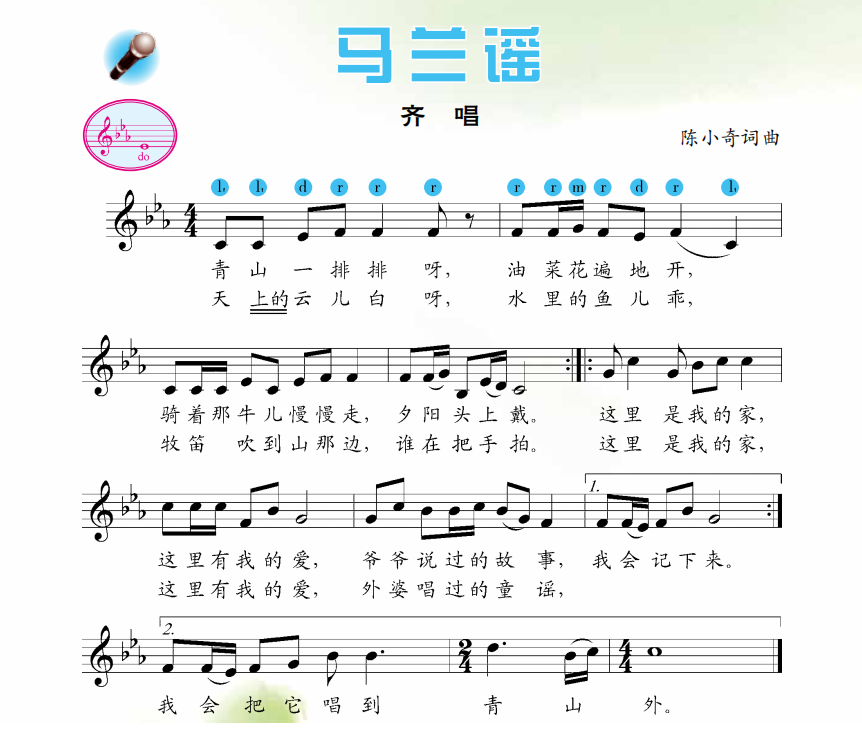 马兰谣
齐 唱
do
陈小奇词曲
l, l, d r r r r r m r d r l,
4
4
青 山 一 排 排 呀, 油 菜 花 遍 地 开,
天 上的 云 儿 白 呀, 水 里 的 鱼 儿 乖,
骑 着 那 牛 儿 慢 慢 走, 夕 阳 头 上 戴。 这 里 是 我 的 家,
牧 笛 吹 到 山 那 边, 谁 在 把 手 拍。 这 里 是 我 的 家,
1.
这 里 有 我 的 爱, 爷 爷 说 过 的 故 事, 我 会 记 下 来。
这 里 有 我 的 爱, 外 婆 唱 过 的 童 谣,
2.
2
4
4
4
我 会 把 它 唱 到 青 山 外。